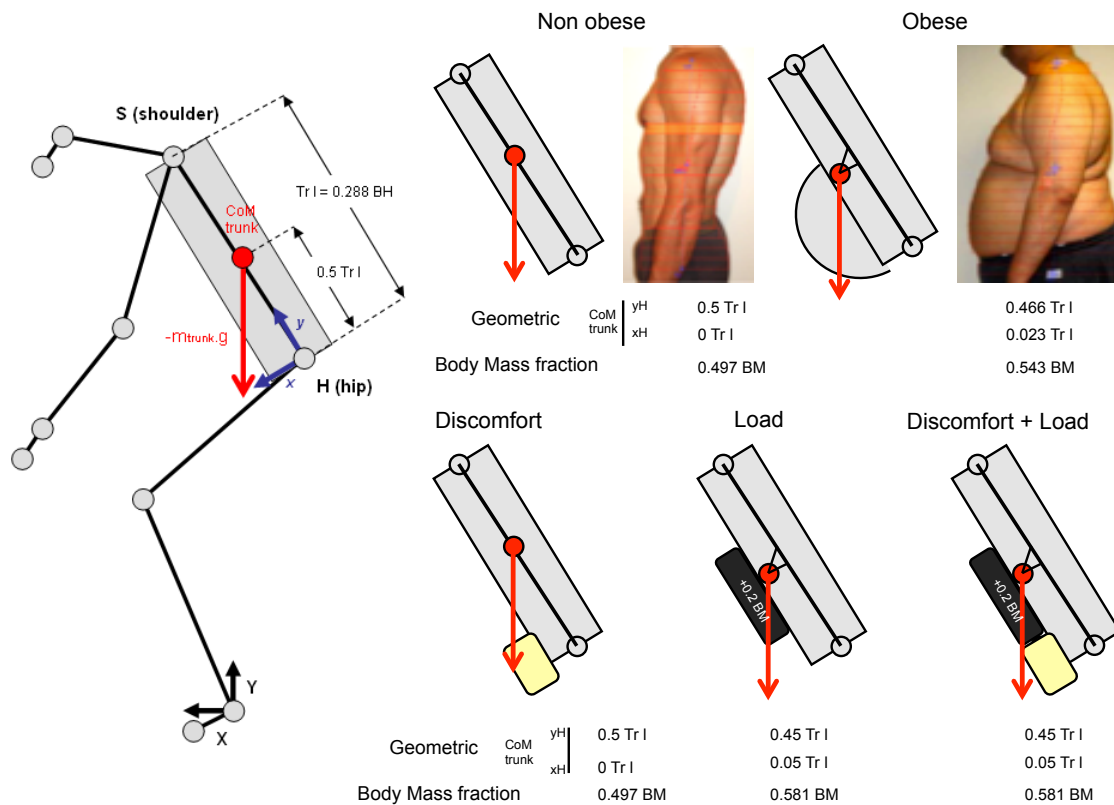 Non obese
Obese
S (shoulder)
Tr l = 0.288 BH
CoM
trunk
0.5 Tr l
-mtrunk.g
y
x
H (hip)
Y
X
Geometric CoM trunk yH 0.5 Tr l 0.466 Tr l
xH 0 Tr l 0.023 Tr l
Body Mass fraction 0.497 BM 0.543 BM
Discomfort
Load
Discomfort + Load
+0.2 BM
+0.2 BM
Geometric CoM trunk yH 0.5 Tr l 0.45 Tr l 0.45 Tr l
xH 0 Tr l 0.05 Tr l 0.05 Tr l
Body Mass fraction 0.497 BM 0.581 BM 0.581 BM